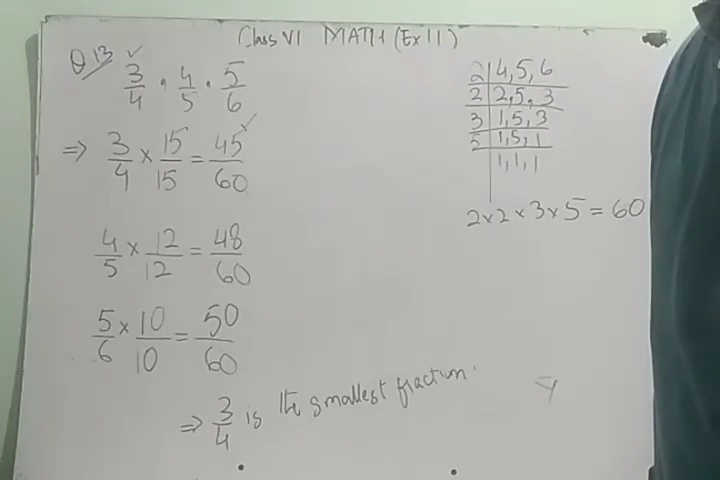 Class VI MATH (Ex 11)
Q 13
3/4 . 4/5 . 5/6
⇒ 3/4 × 15/15 = 45/60
4/5 × 12/12 = 48/60
5/6 × 10/10 = 50/60
⇒ 3/4 is the smallest fraction.
2 | 4, 5, 6
2 | 2, 5, 3
3 | 1, 5, 3
5 | 1, 5, 1
1, 1, 1
2 × 2 × 3 × 5 = 60